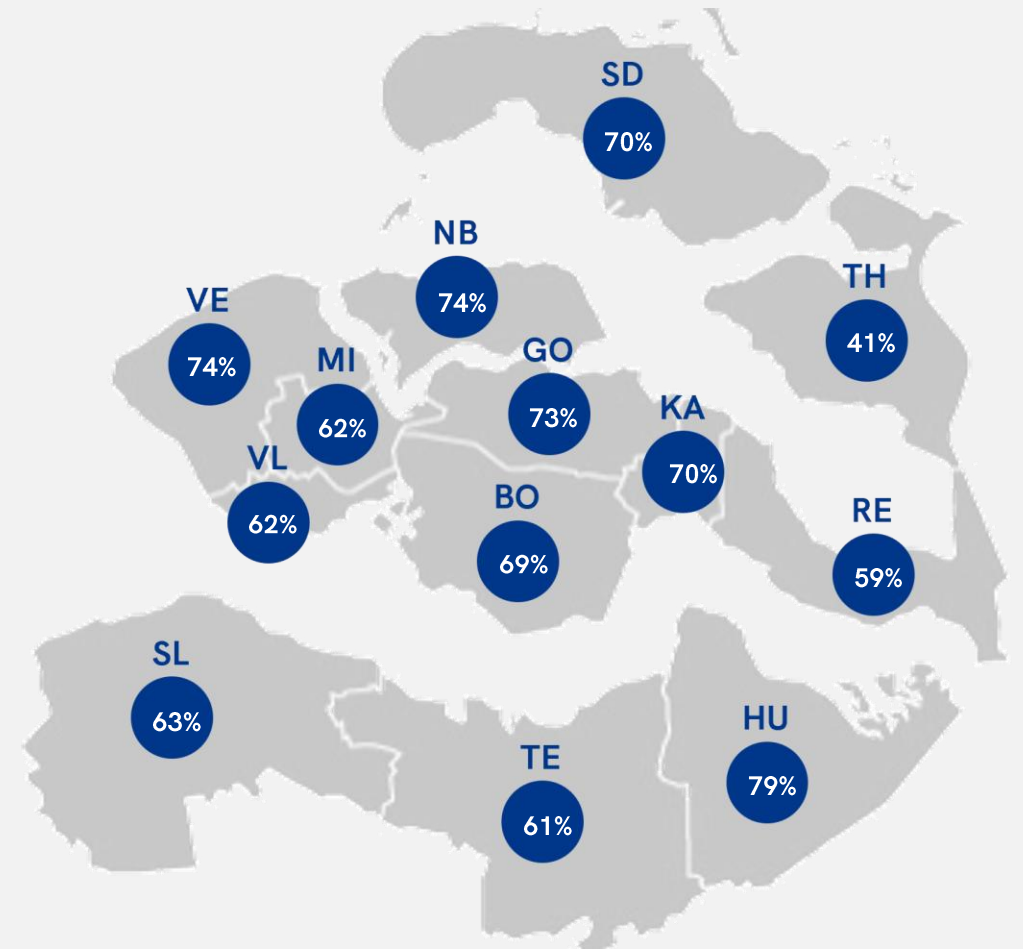 SD
70%
NB
74%
TH
41%
VE
74%
MI
62%
GO
73%
KA
70%
VL
62%
BO
69%
RE
59%
SL
63%
HU
79%
TE
61%